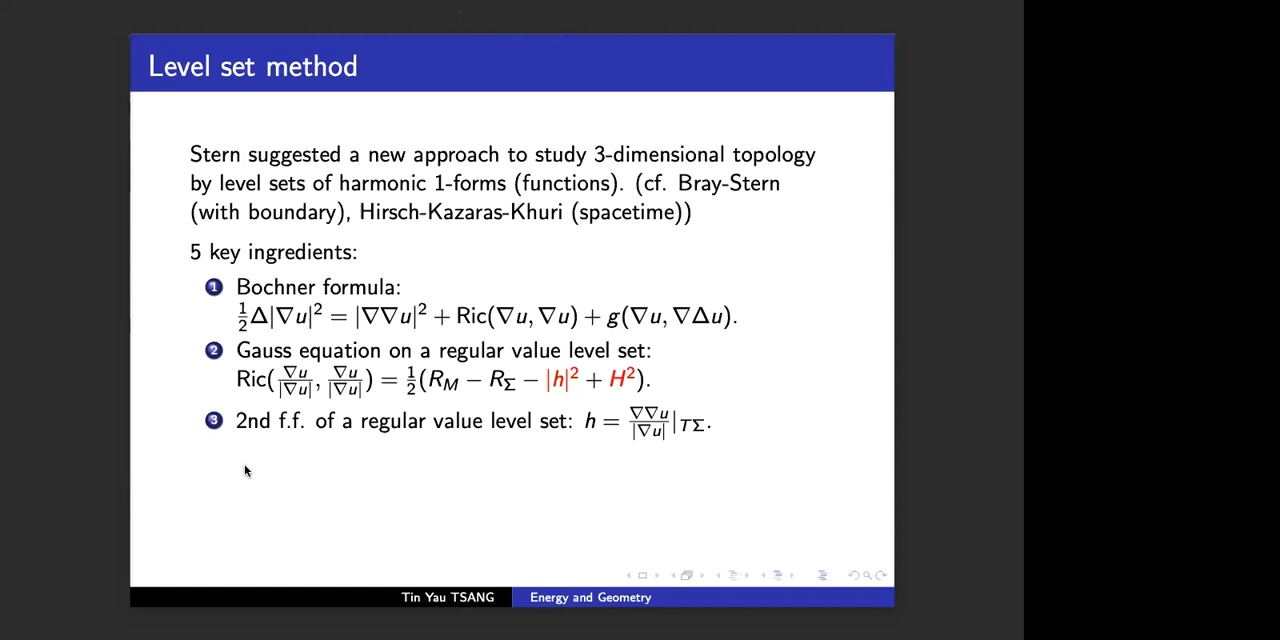 Level set method
Stern suggested a new approach to study 3-dimensional topology
by level sets of harmonic 1-forms (functions). (cf. Bray-Stern
(with boundary), Hirsch-Kazaras-Khuri (spacetime))
5 key ingredients:
1 Bochner formula:
½Δ|∇u|² = |∇∇u|² + Ric(∇u, ∇u) + g(∇u, ∇Δu).
2 Gauss equation on a regular value level set:
Ric(∇u/|∇u|, ∇u/|∇u|) = ½(R_M − R_Σ − |h|² + H²).
3 2nd f.f. of a regular value level set: h = ∇∇u/|∇u| |_TΣ.
Tin Yau TSANG Energy and Geometry